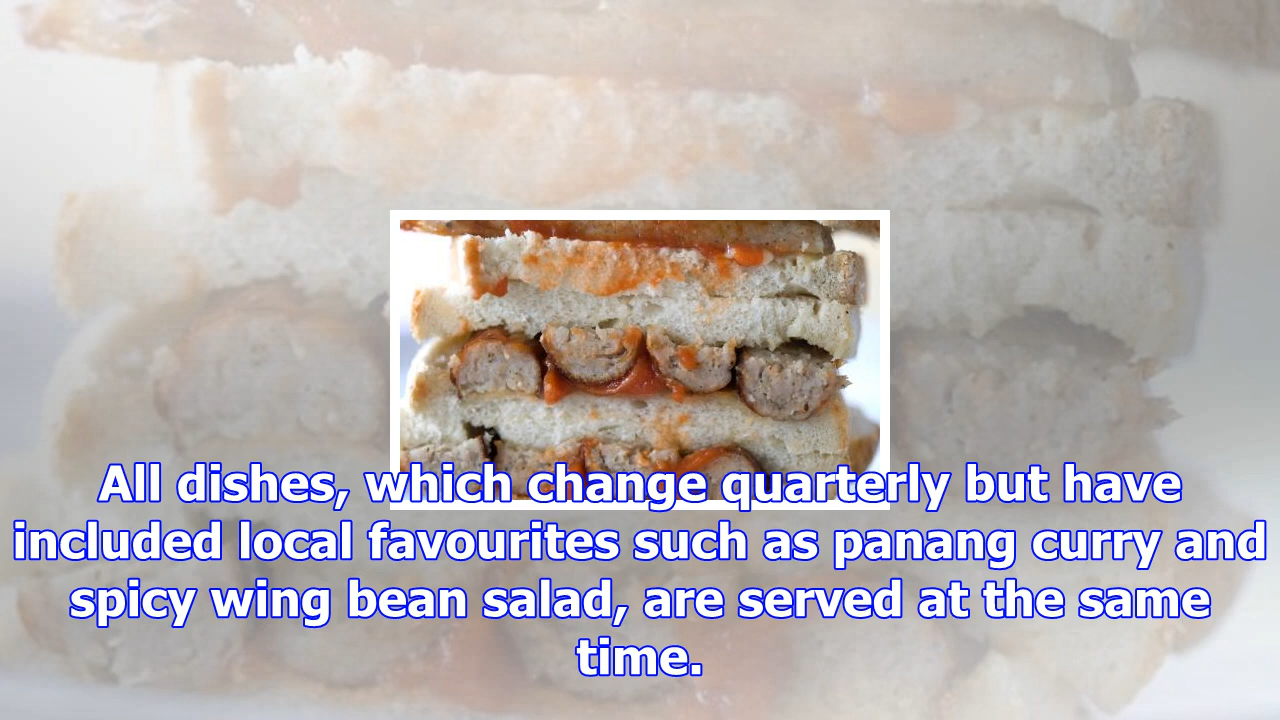 All dishes, which change quarterly but have
included local favourites such as panang curry and
spicy wing bean salad, are served at the same
time.